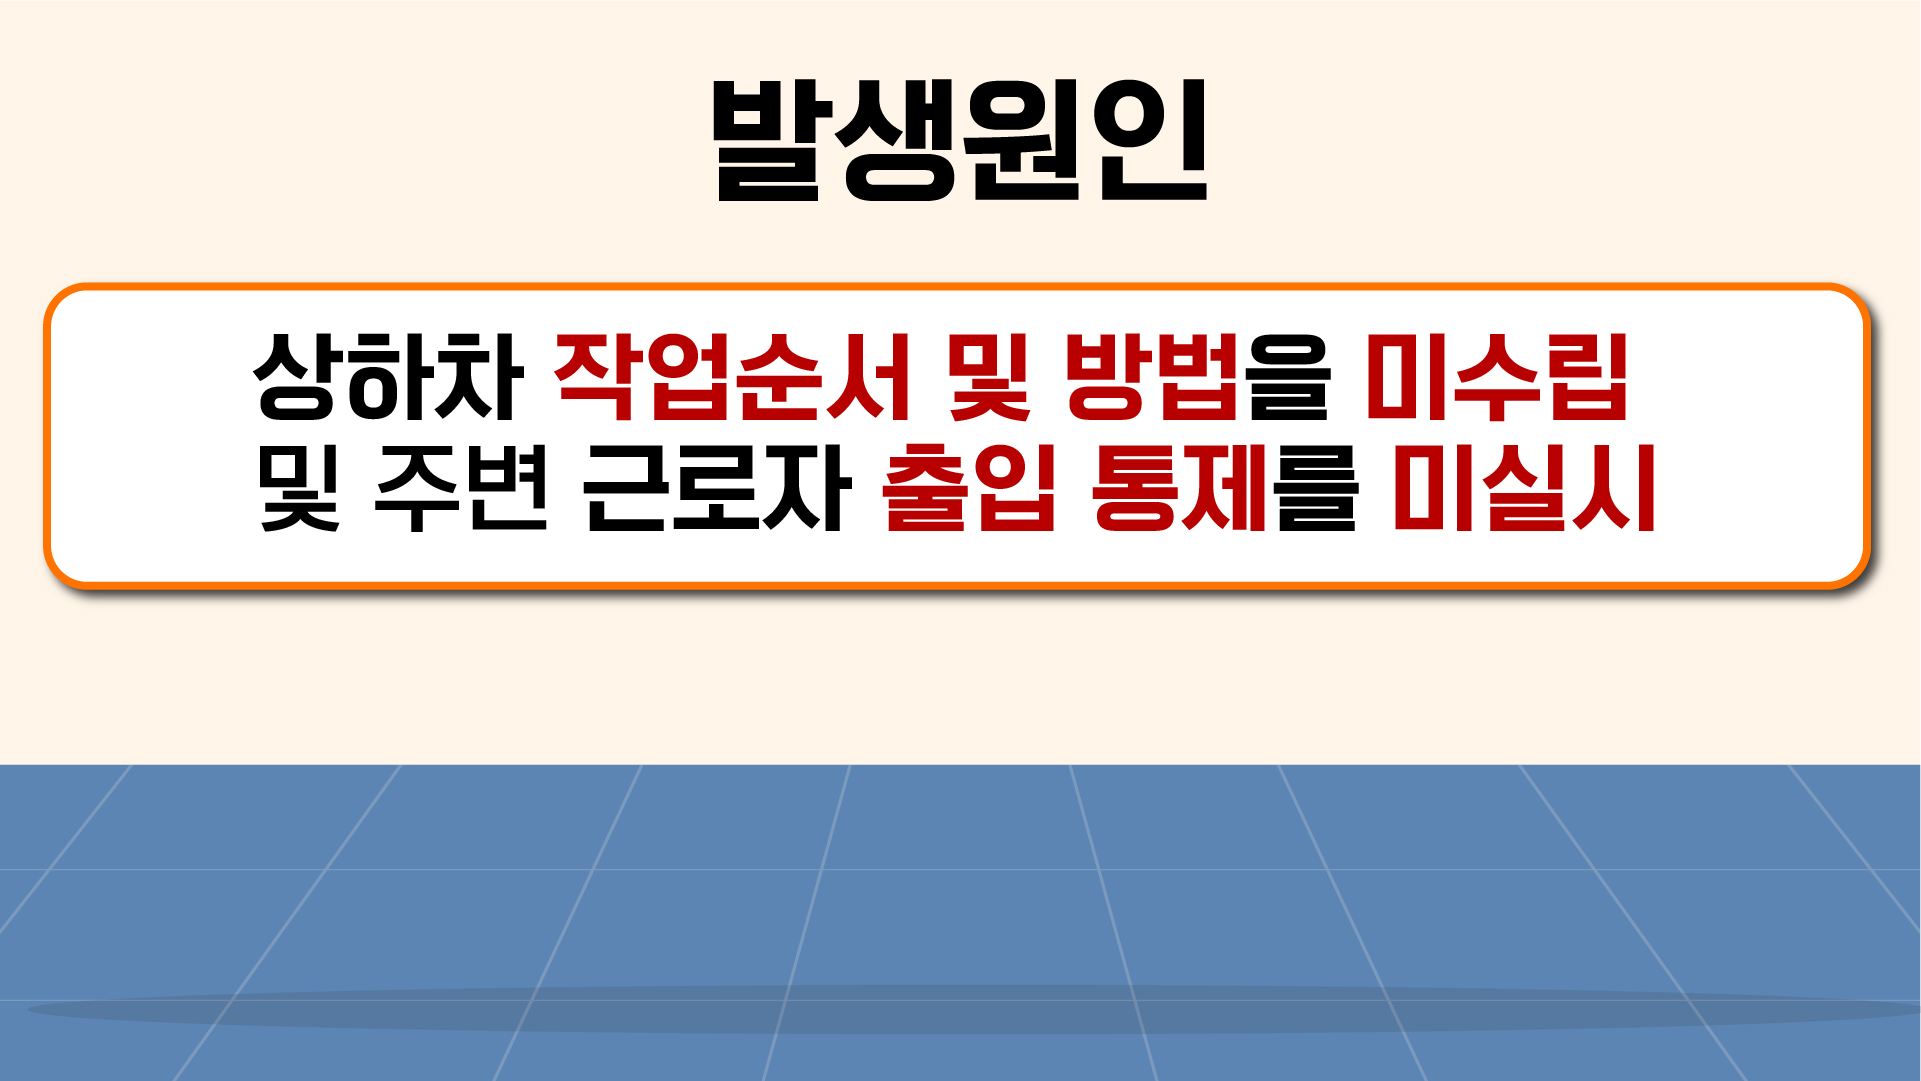 발생원인
상하차 작업순서 및 방법을 미수립
및 주변 근로자 출입 통제를 미실시